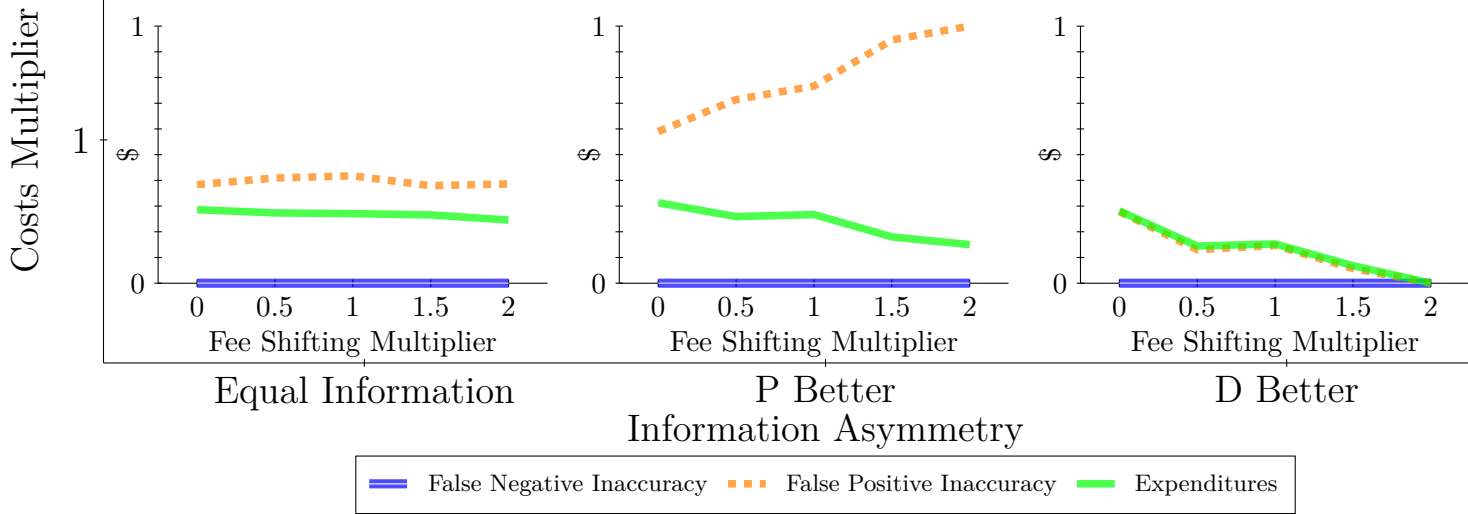 Costs Multiplier
1
1
$
0
0 0.5 1 1.5 2
Fee Shifting Multiplier
1
$
0
0 0.5 1 1.5 2
Fee Shifting Multiplier
1
$
0
0 0.5 1 1.5 2
Fee Shifting Multiplier
Equal Information
P Better
D Better
Information Asymmetry
False Negative Inaccuracy False Positive Inaccuracy Expenditures